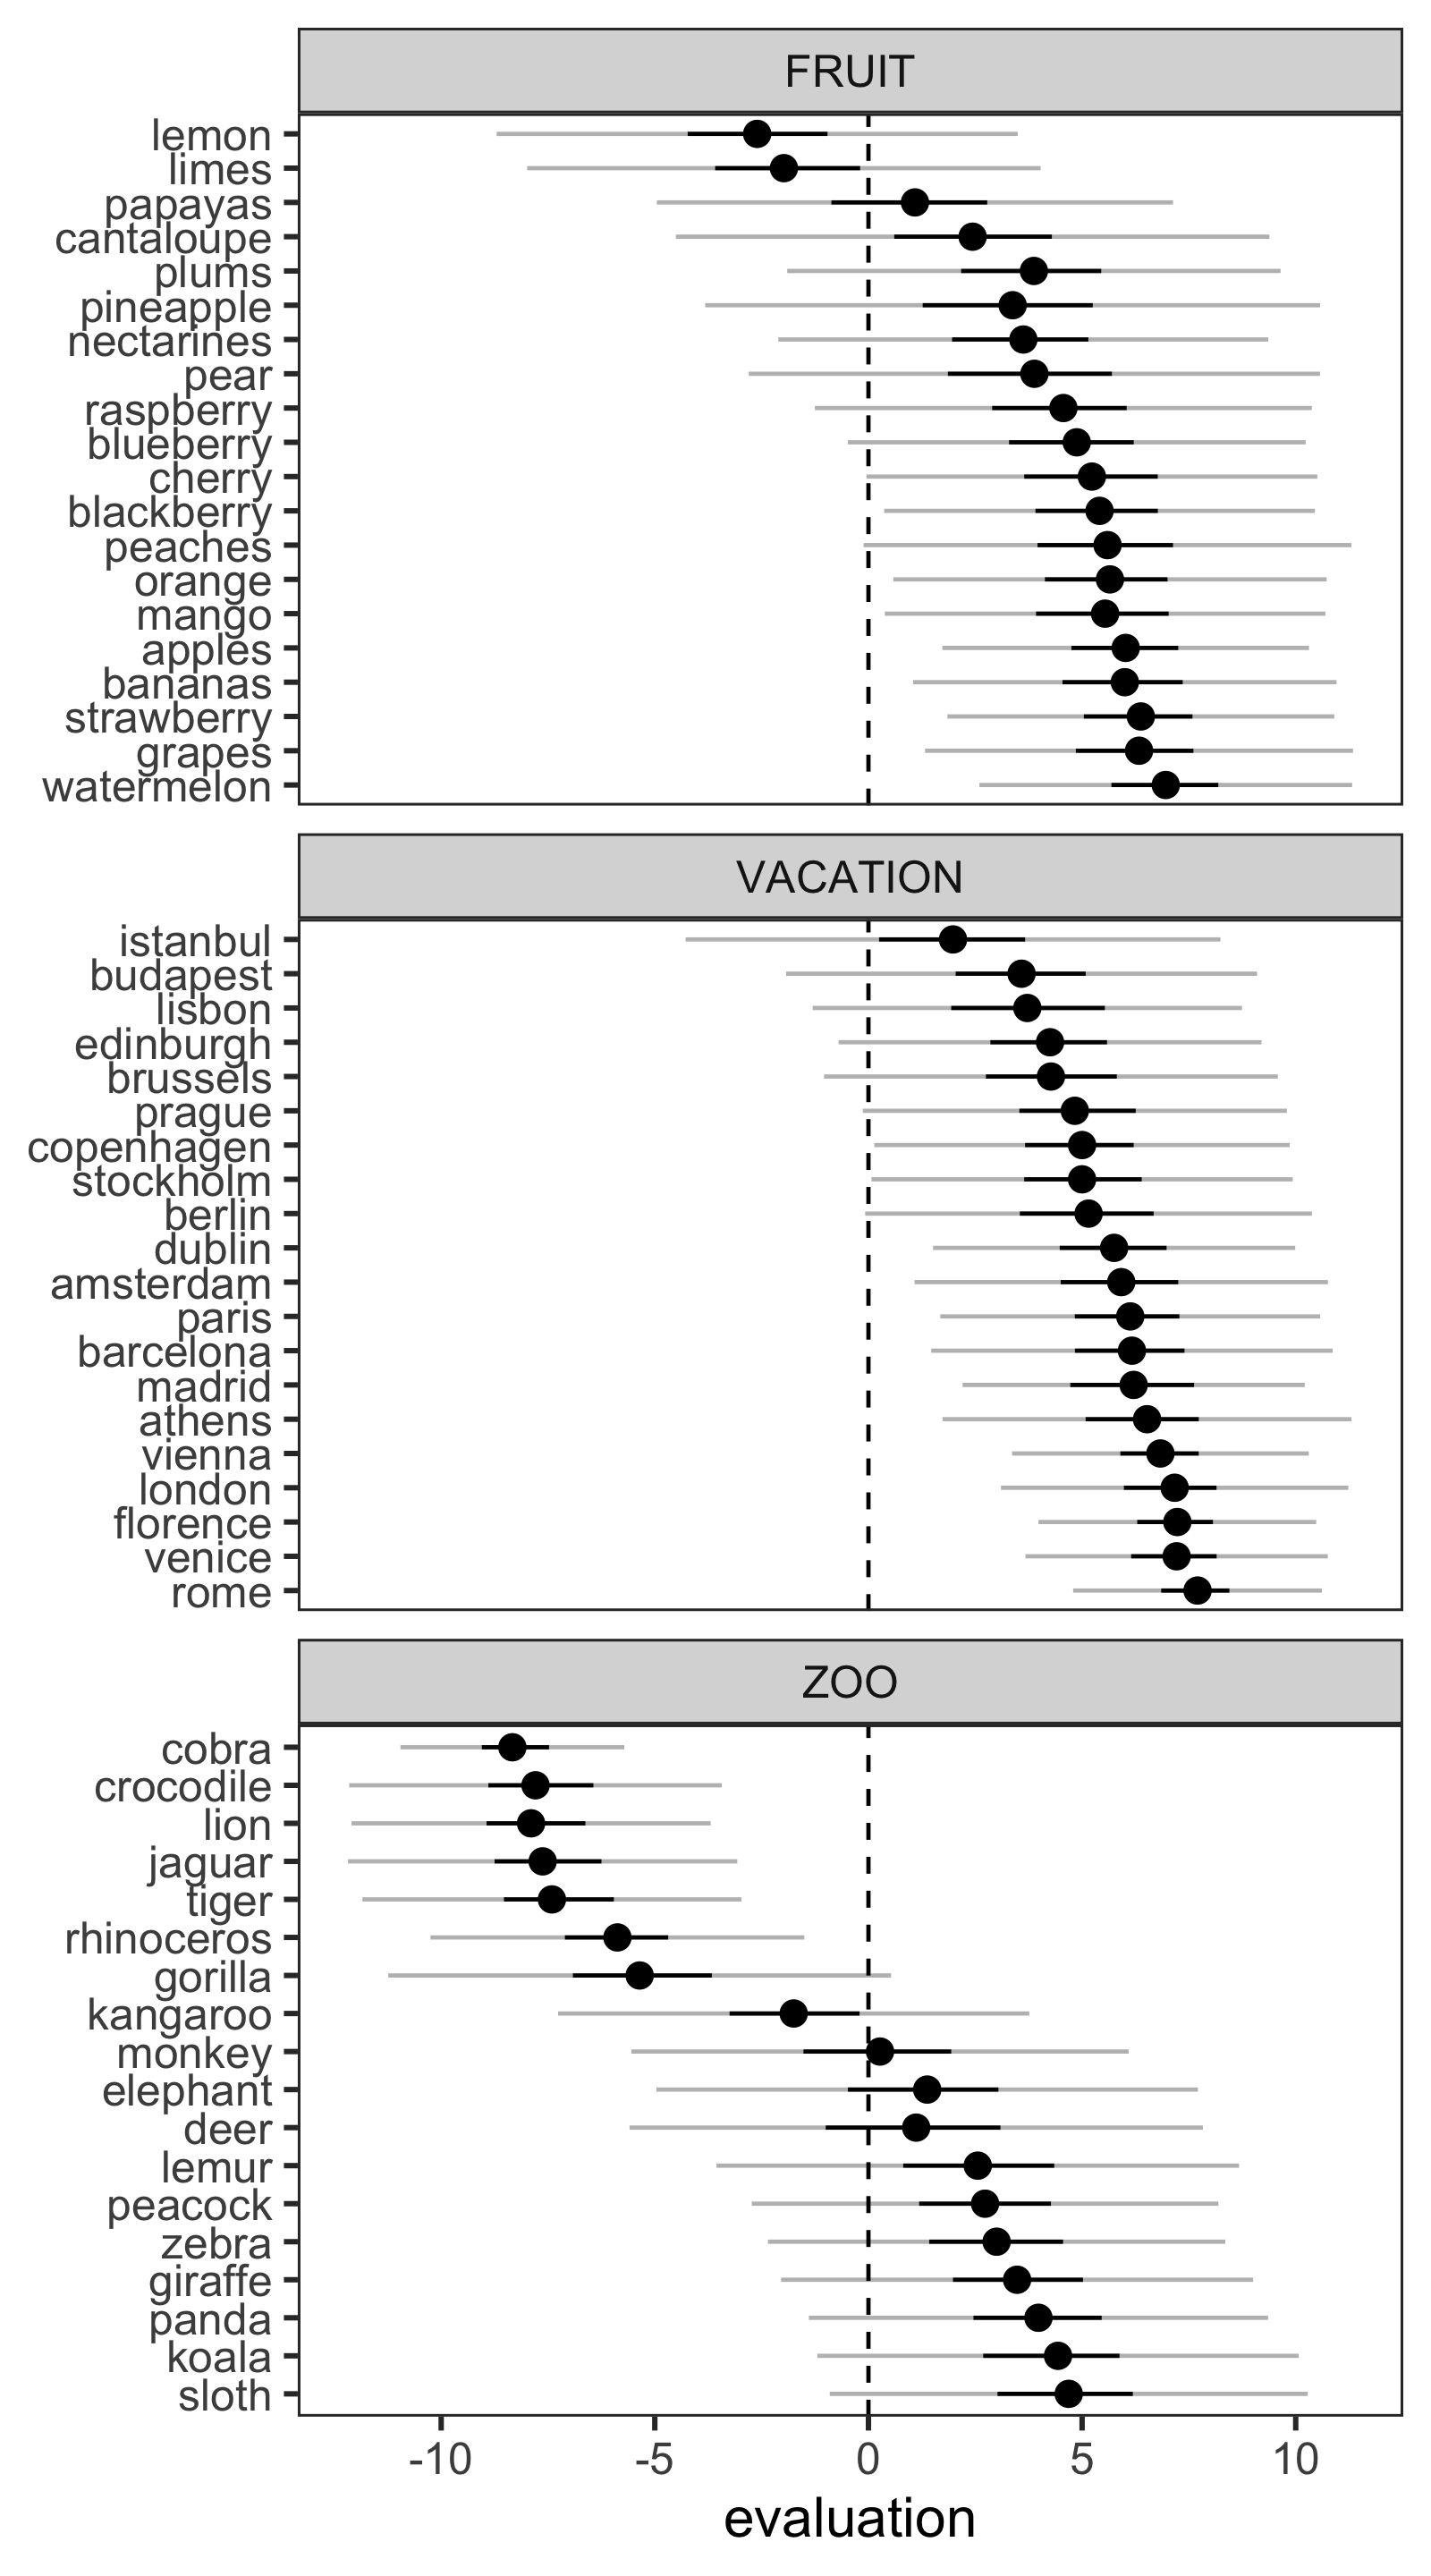 FRUIT
lemon
limes
papayas
cantaloupe
plums
pineapple
nectarines
pear
raspberry
blueberry
cherry
blackberry
peaches
orange
mango
apples
bananas
strawberry
grapes
watermelon
VACATION
istanbul
budapest
lisbon
edinburgh
brussels
prague
copenhagen
stockholm
berlin
dublin
amsterdam
paris
barcelona
madrid
athens
vienna
london
florence
venice
rome
ZOO
cobra
crocodile
lion
jaguar
tiger
rhinoceros
gorilla
kangaroo
monkey
elephant
deer
lemur
peacock
zebra
giraffe
panda
koala
sloth
-10 -5 0 5 10
evaluation